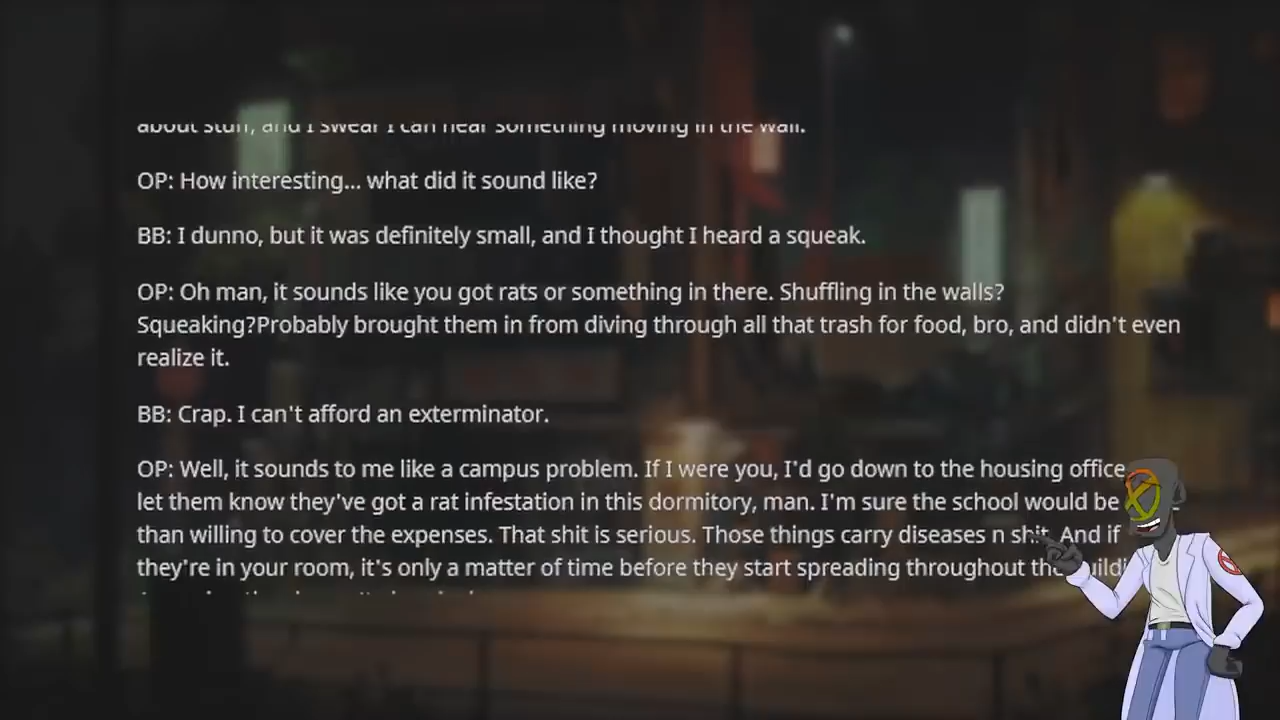 about stuff, and I swear I can hear something moving in the wall.
OP: How interesting... what did it sound like?
BB: I dunno, but it was definitely small, and I thought I heard a squeak.
OP: Oh man, it sounds like you got rats or something in there. Shuffling in the walls?
Squeaking?Probably brought them in from diving through all that trash for food, bro, and didn't even
realize it.
BB: Crap. I can't afford an exterminator.
OP: Well, it sounds to me like a campus problem. If I were you, I'd go down to the housing office
let them know they've got a rat infestation in this dormitory, man. I'm sure the school would be
than willing to cover the expenses. That shit is serious. Those things carry diseases n shit. And if
they're in your room, it's only a matter of time before they start spreading throughout the